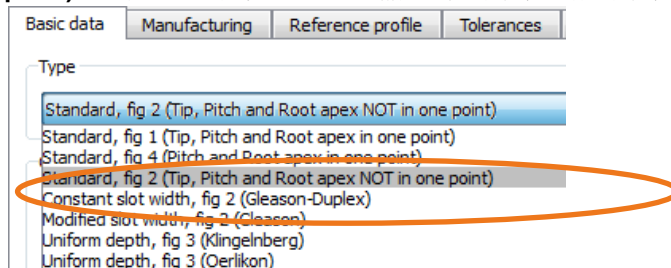 Basic data Manufacturing Reference profile Tolerances
Type
Standard, fig 2 (Tip, Pitch and Root apex NOT in one point)
Standard, fig 1 (Tip, Pitch and Root apex in one point)
Standard, fig 4 (Pitch and Root apex in one point)
Standard, fig 2 (Tip, Pitch and Root apex NOT in one point)
Constant slot width, fig 2 (Gleason-Duplex)
Modified slot width, fig 2 (Gleason)
Uniform depth, fig 3 (Klingelnberg)
Uniform depth, fig 3 (Oerlikon)